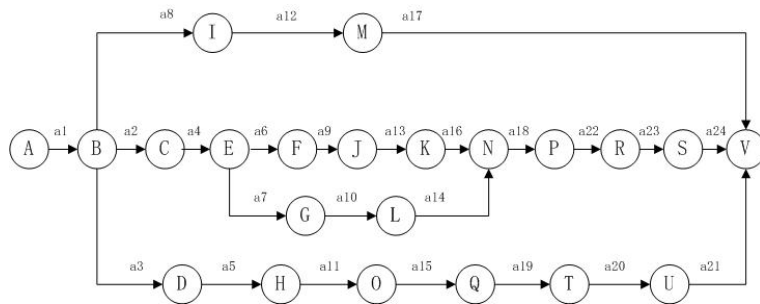 a8 a12 a17
I M
a1 a2 a4 a6 a9 a13 a16 a18 a22 a23 a24
A B C E F J K N P R S V
a7 a10 a14
G L
a3 a5 a11 a15 a19 a20 a21
D H O Q T U